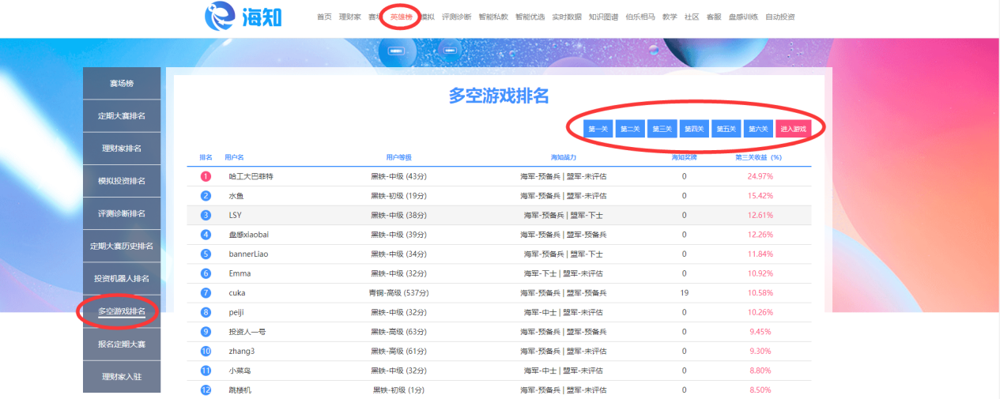 海知
首页 理财家 赛场 英雄榜 模拟 评测诊断 智能私教 智能优选 实时数据 知识图谱 伯乐相马 教学 社区 客服 盘感训练 自动投资
赛场榜
定期大赛排名
理财家排名
模拟投资排名
评测诊断排名
定期大赛历史排名
投资机器人排名
多空游戏排名
报名定期大赛
理财家入驻
多空游戏排名
第一关 第二关 第三关 第四关 第五关 第六关 进入游戏
排名 用户名 用户等级 海知战力 海知奖牌 第三关收益 (%)
1 哈工大巴菲特 黑铁-中级 (43分) 海军-预备兵 | 盟军-未评估 0 24.97%
2 水鱼 黑铁-初级 (19分) 海军-预备兵 | 盟军-未评估 0 15.42%
3 LSY 黑铁-中级 (38分) 海军-预备兵 | 盟军-下士 0 12.61%
4 盘感xiaobai 黑铁-中级 (39分) 海军-预备兵 | 盟军-预备兵 0 12.26%
5 bannerLiao 黑铁-中级 (34分) 海军-预备兵 | 盟军-下士 0 11.84%
6 Emma 黑铁-中级 (32分) 海军-下士 | 盟军-未评估 0 10.92%
7 cuka 青铜-高级 (537分) 海军-预备兵 | 盟军-预备兵 19 10.58%
8 peiji 黑铁-中级 (32分) 海军-中士 | 盟军-未评估 0 10.26%
9 投资人一号 黑铁-高级 (63分) 海军-预备兵 | 盟军-预备兵 0 9.45%
10 zhang3 黑铁-高级 (61分) 海军-预备兵 | 盟军-未评估 0 9.30%
11 小菜鸟 黑铁-中级 (32分) 海军-中士 | 盟军-未评估 0 8.80%
12 跳楼机 黑铁-初级 (1分) 海军-预备兵 | 盟军-未评估 0 8.50%